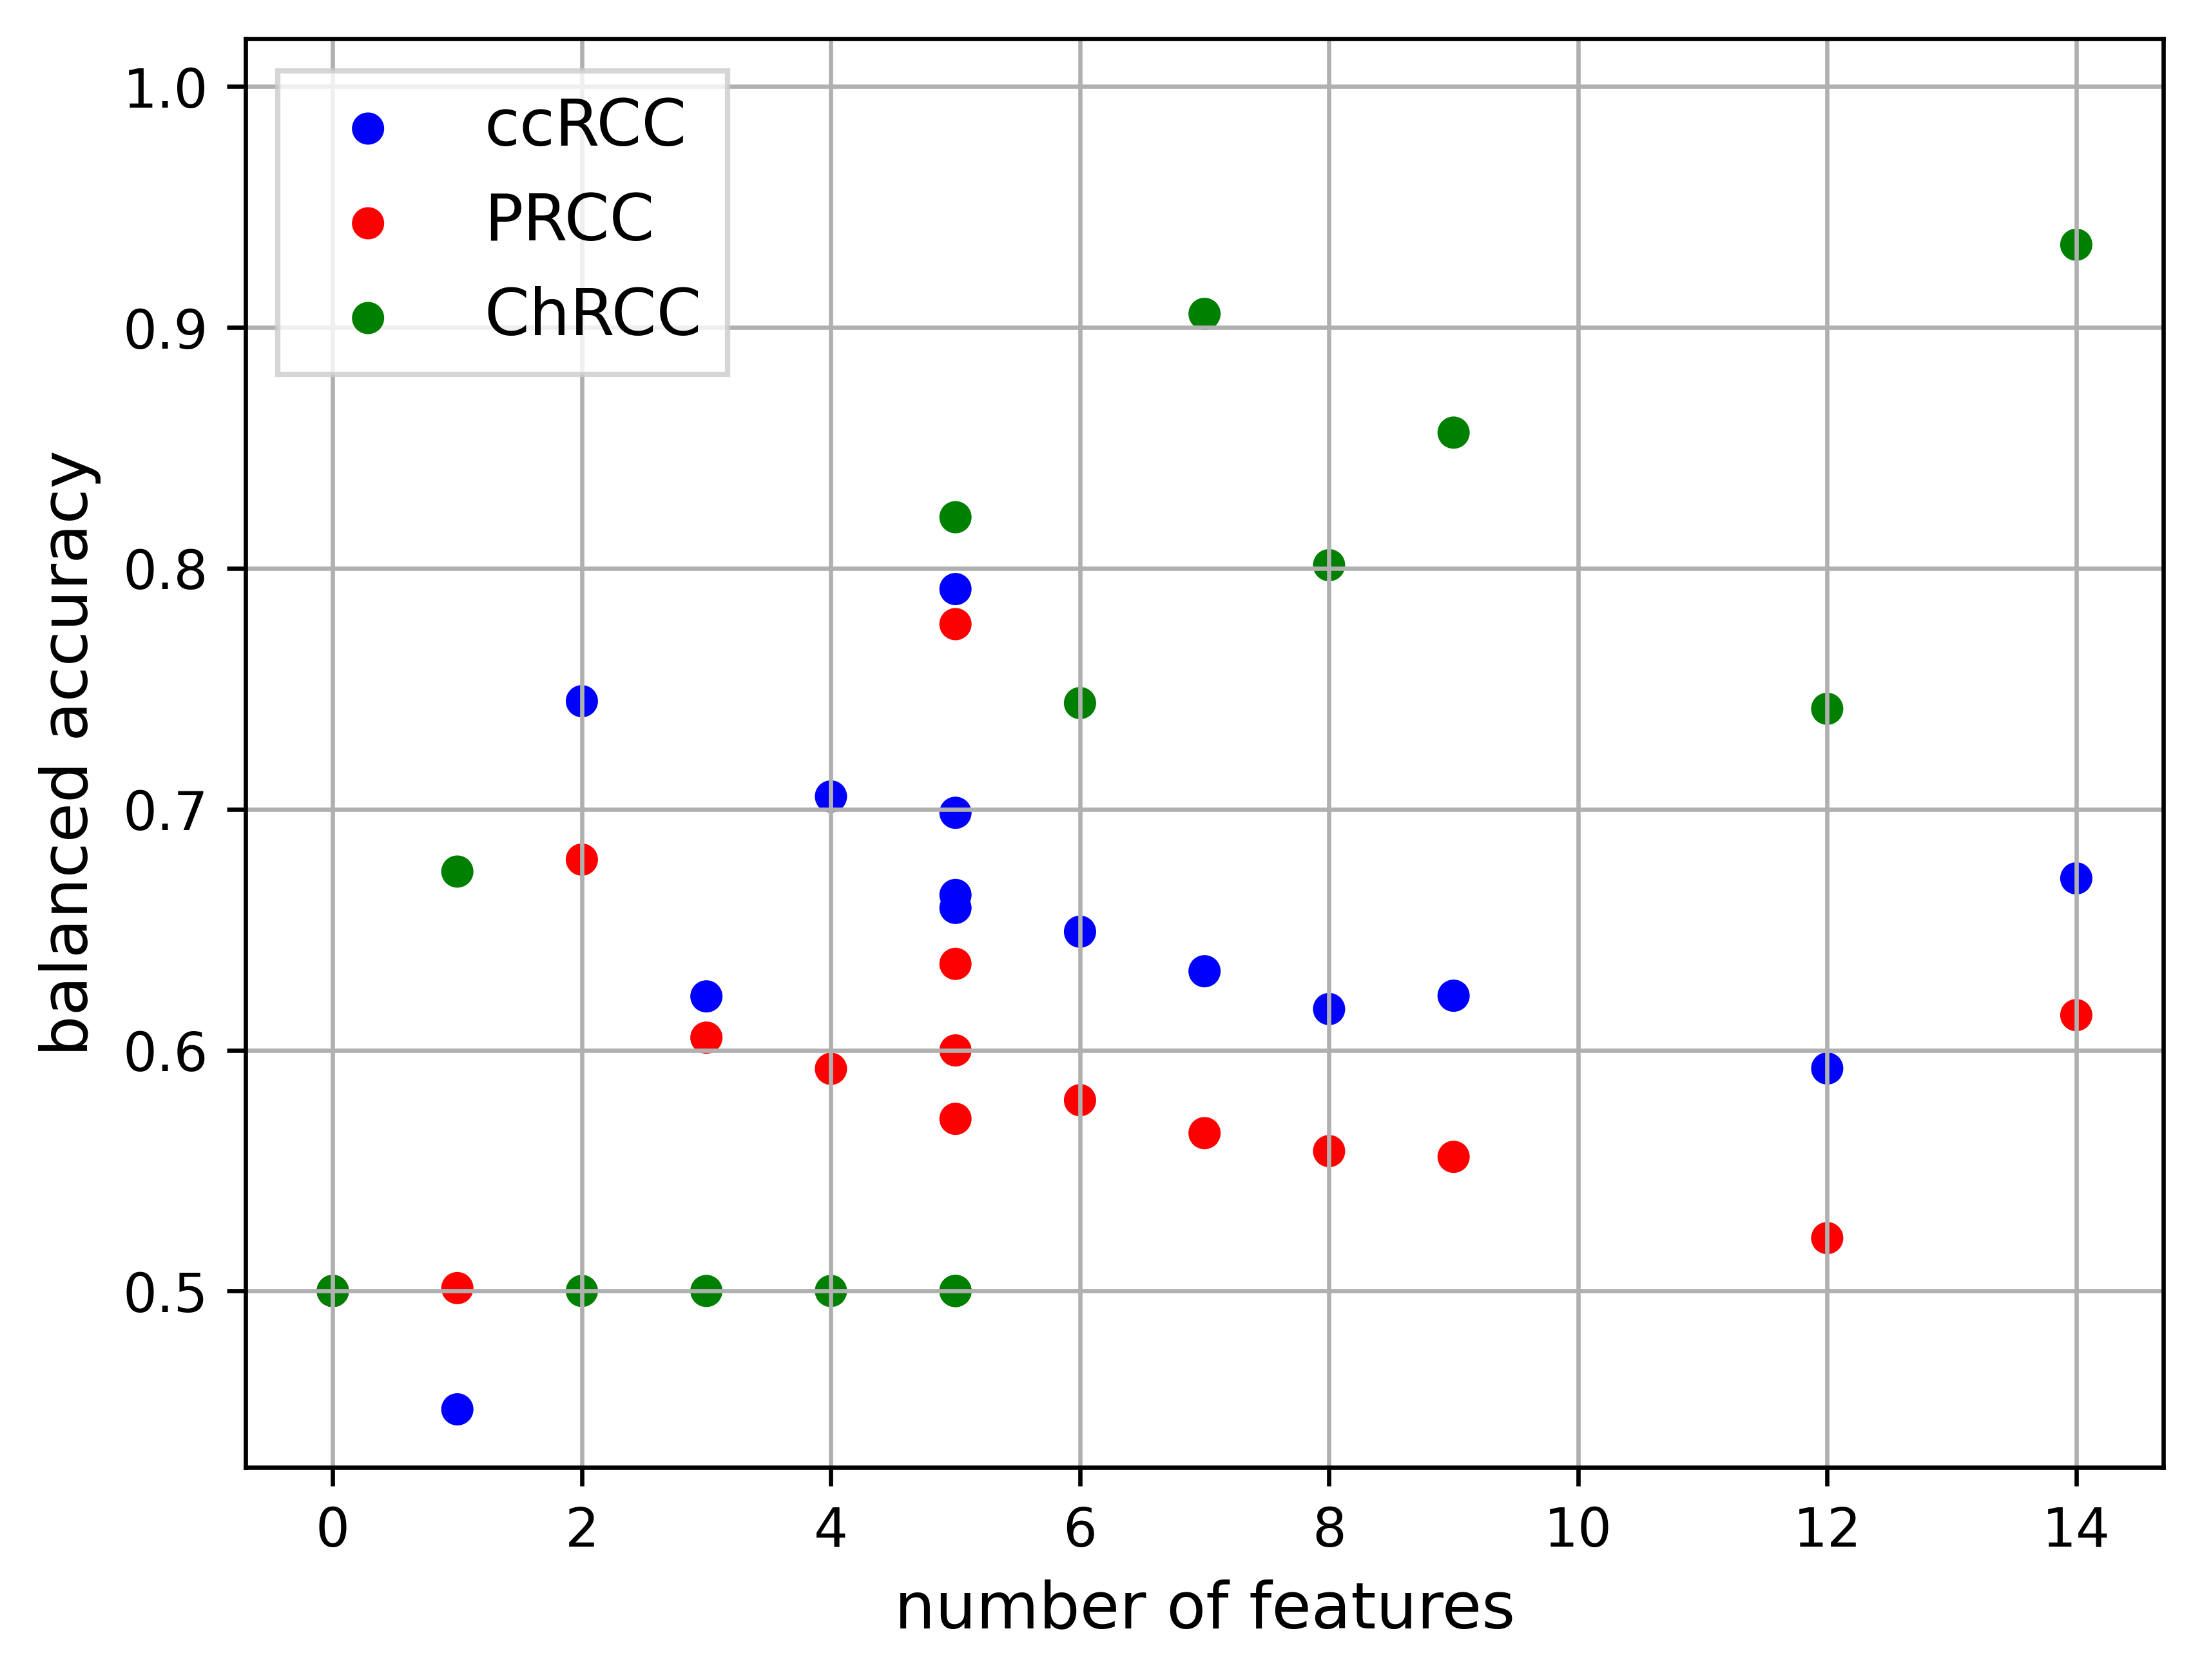 ccRCC
PRCC
ChRCC
1.0
0.9
0.8
0.7
0.6
0.5
balanced accuracy
0 2 4 6 8 10 12 14
number of features